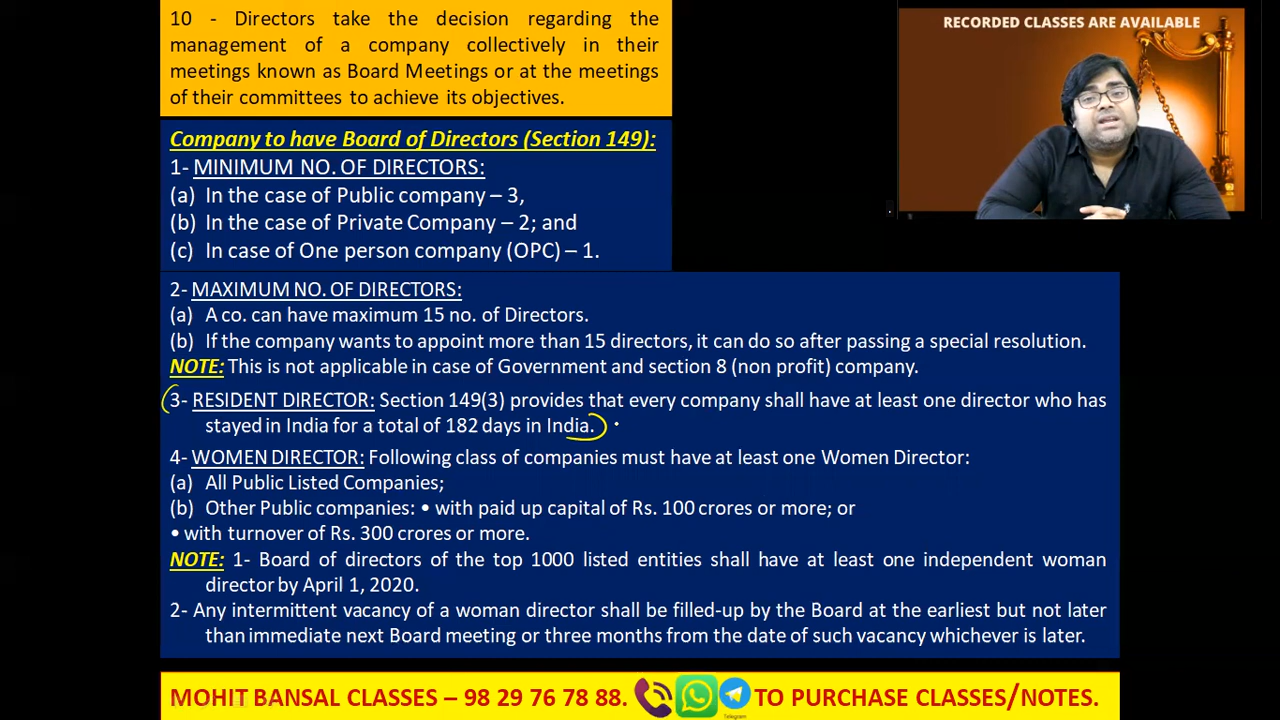 RECORDED CLASSES ARE AVAILABLE
10 - Directors take the decision regarding the
management of a company collectively in their
meetings known as Board Meetings or at the meetings
of their committees to achieve its objectives.
Company to have Board of Directors (Section 149):
1- MINIMUM NO. OF DIRECTORS:
(a) In the case of Public company – 3,
(b) In the case of Private Company – 2; and
(c) In case of One person company (OPC) – 1.
2- MAXIMUM NO. OF DIRECTORS:
(a) A co. can have maximum 15 no. of Directors.
(b) If the company wants to appoint more than 15 directors, it can do so after passing a special resolution.
NOTE: This is not applicable in case of Government and section 8 (non profit) company.
3- RESIDENT DIRECTOR: Section 149(3) provides that every company shall have at least one director who has
stayed in India for a total of 182 days in India.
4- WOMEN DIRECTOR: Following class of companies must have at least one Women Director:
(a) All Public Listed Companies;
(b) Other Public companies: • with paid up capital of Rs. 100 crores or more; or
• with turnover of Rs. 300 crores or more.
NOTE: 1- Board of directors of the top 1000 listed entities shall have at least one independent woman
director by April 1, 2020.
2- Any intermittent vacancy of a woman director shall be filled-up by the Board at the earliest but not later
than immediate next Board meeting or three months from the date of such vacancy whichever is later.
MOHIT BANSAL CLASSES – 98 29 76 78 88. TO PURCHASE CLASSES/NOTES.
Telegram